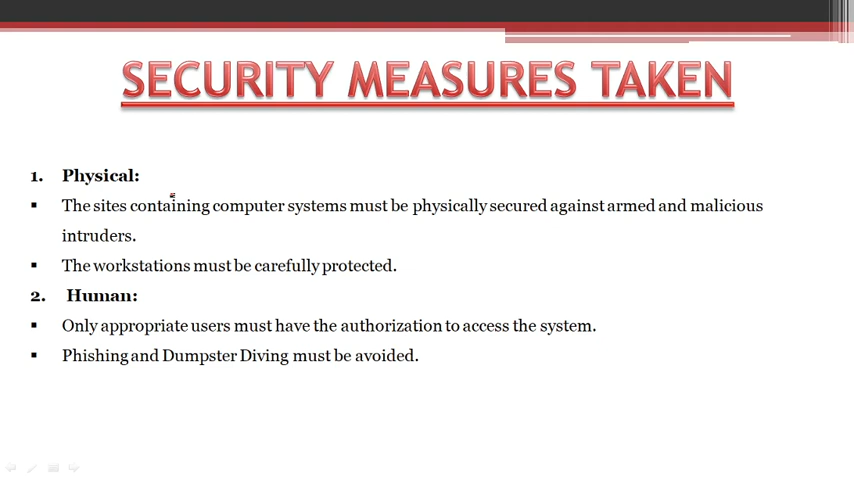 SECURITY MEASURES TAKEN
1. Physical:
▪ The sites containing computer systems must be physically secured against armed and malicious
intruders.
▪ The workstations must be carefully protected.
2. Human:
▪ Only appropriate users must have the authorization to access the system.
▪ Phishing and Dumpster Diving must be avoided.